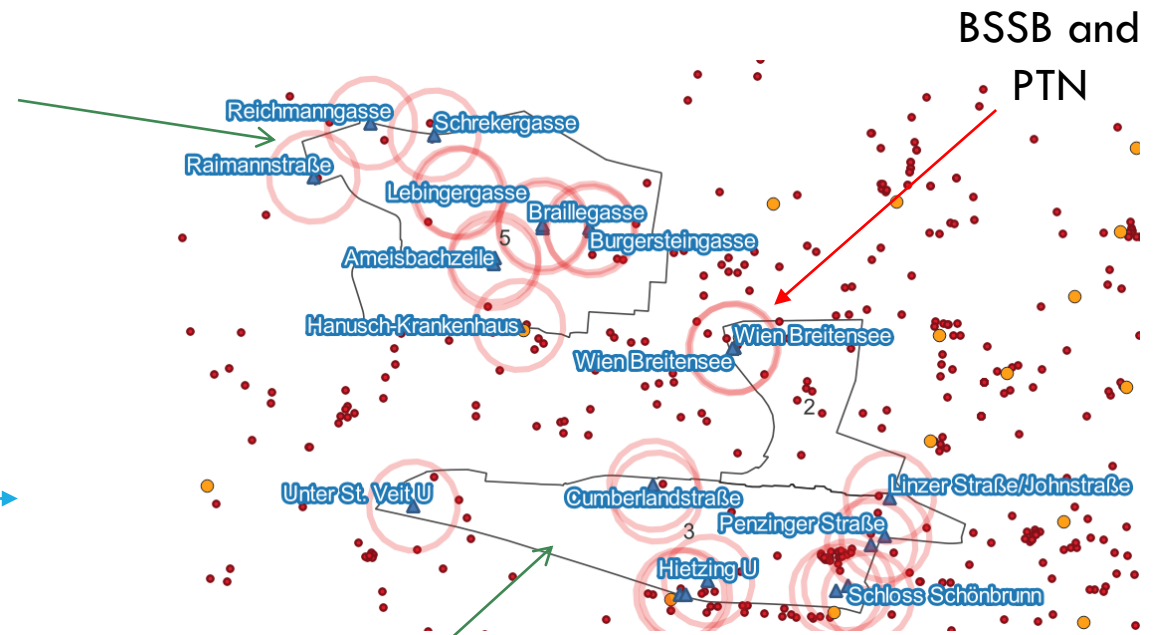 BSSB and
PTN
Reichmanngasse
Schrekergasse
Raimannstraße
Lebingergasse
Braillegasse
5
Burgersteingasse
Ameisbachzeile
Hanusch-Krankenhaus
Wien Breitensee
Wien Breitensee
2
Unter St. Veit U
Cumberlandstraße
Linzer Straße/Johnstraße
Penzinger Straße
3
Hietzing U
Schloss Schönbrunn